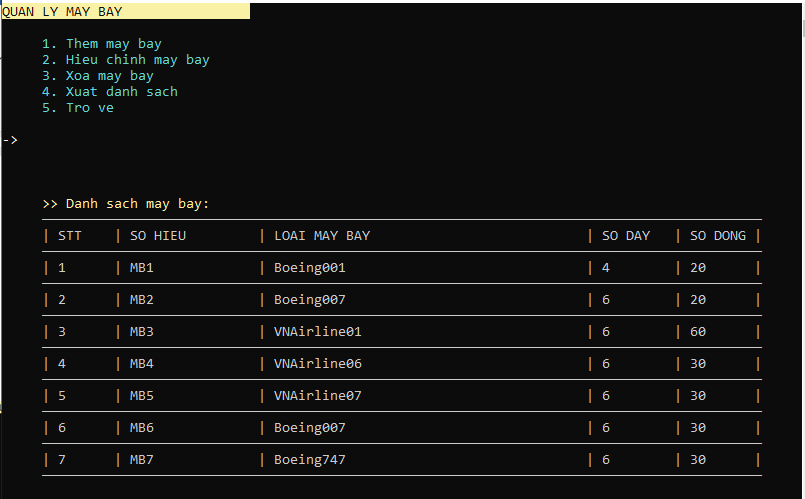 QUAN LY MAY BAY
1. Them may bay
2. Hieu chinh may bay
3. Xoa may bay
4. Xuat danh sach
5. Tro ve
->
>> Danh sach may bay:
| STT | SO HIEU | LOAI MAY BAY | SO DAY | SO DONG |
| 1 | MB1 | Boeing001 | 4 | 20 |
| 2 | MB2 | Boeing007 | 6 | 20 |
| 3 | MB3 | VNAirline01 | 6 | 60 |
| 4 | MB4 | VNAirline06 | 6 | 30 |
| 5 | MB5 | VNAirline07 | 6 | 30 |
| 6 | MB6 | Boeing007 | 6 | 30 |
| 7 | MB7 | Boeing747 | 6 | 30 |